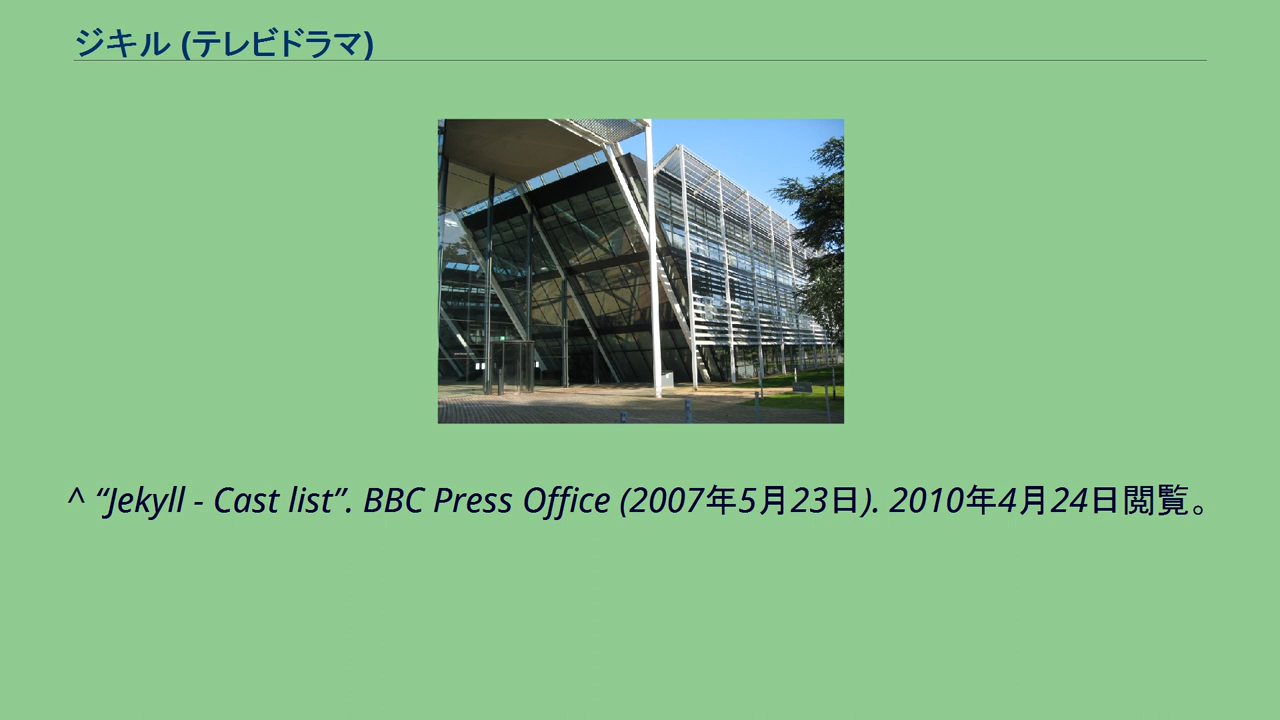 ジキル (テレビドラマ)
^ “Jekyll - Cast list”. BBC Press Office (2007年5月23日). 2010年4月24日閲覧。